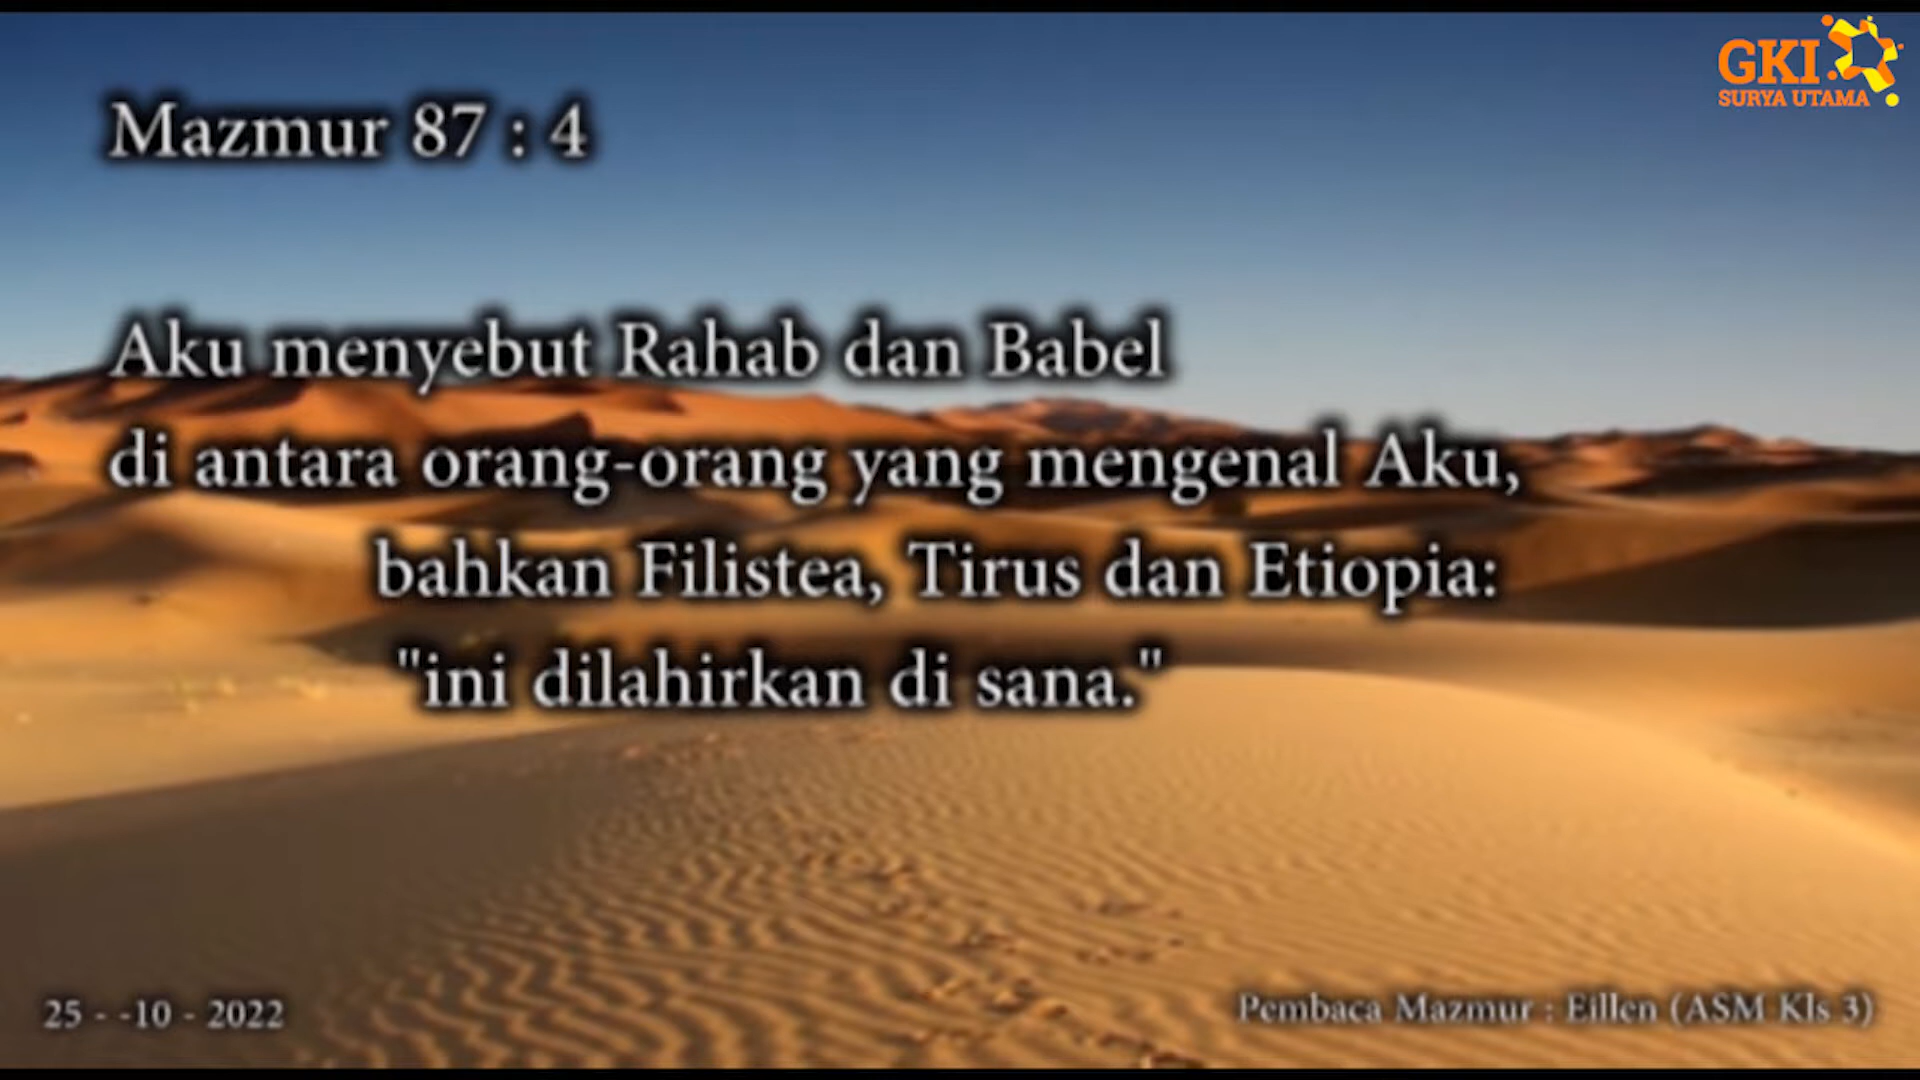 GKI
SURYA UTAMA
Mazmur 87 : 4
Aku menyebut Rahab dan Babel
di antara orang-orang yang mengenal Aku,
bahkan Filistea, Tirus dan Etiopia:
"ini dilahirkan di sana."
25 - -10 - 2022
Pembaca Mazmur : Eillen (ASM Kls 3)